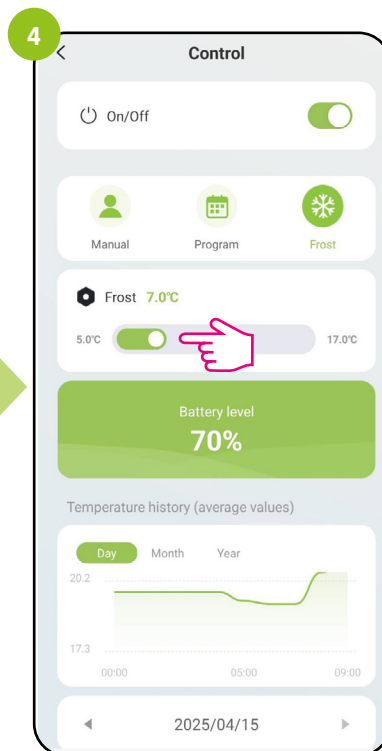 4
Control
On/Off
Manual Program Frost
Frost 7.0°C
5.0°C 17.0°C
Battery level
70%
Temperature history (average values)
Day Month Year
20.2
17.3
00:00 05:00 09:00
2025/04/15